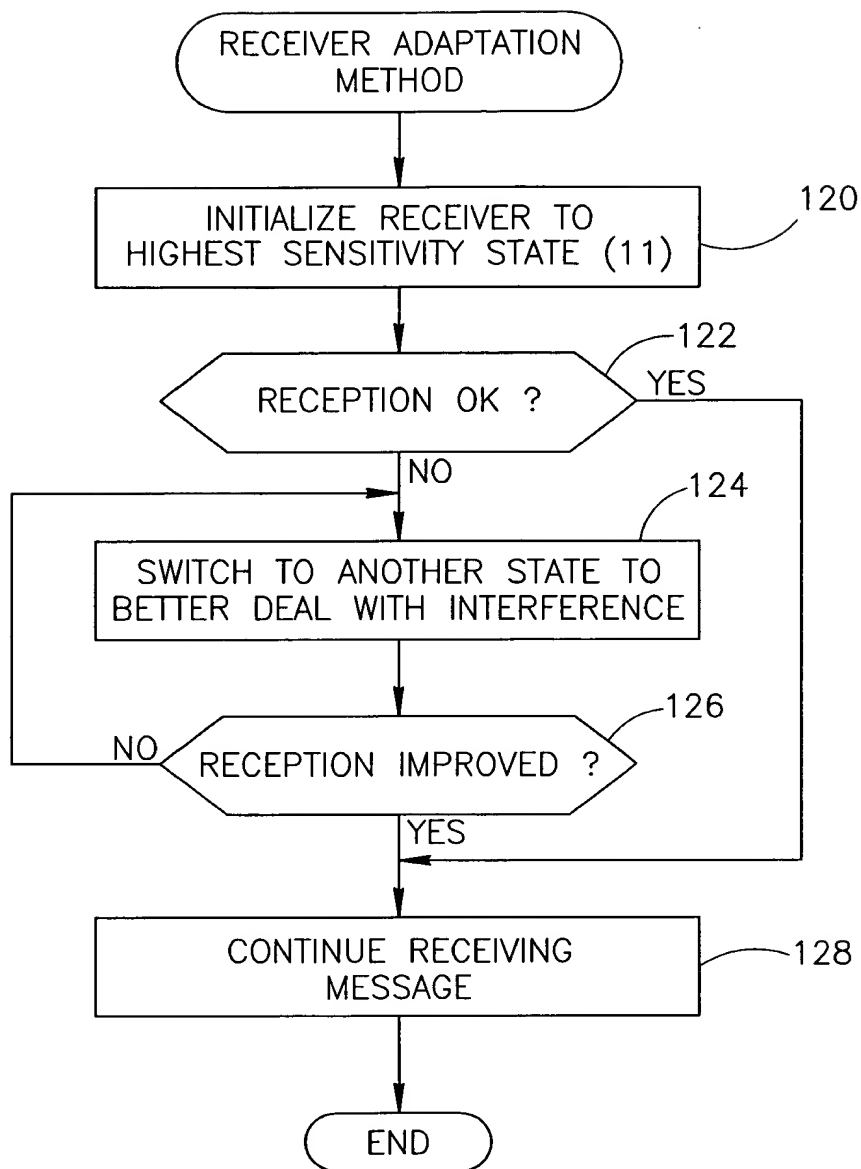 RECEIVER ADAPTATION
METHOD
INITIALIZE RECEIVER TO
HIGHEST SENSITIVITY STATE (11)
120
122
RECEPTION OK ?
YES
NO
124
SWITCH TO ANOTHER STATE TO
BETTER DEAL WITH INTERFERENCE
126
NO
RECEPTION IMPROVED ?
YES
CONTINUE RECEIVING
MESSAGE
128
END